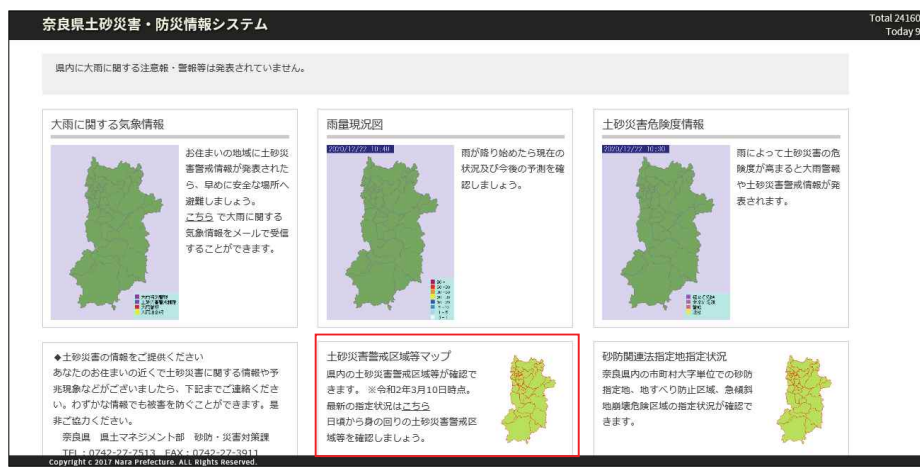 奈良県土砂災害・防災情報システム
Total 24160
Today 9
県内に大雨に関する注意報・警報等は発表されていません。
大雨に関する気象情報
お住まいの地域に土砂災
害警戒情報が発表された
ら、早めに安全な場所へ
避難しましょう。
こちら で大雨に関する
気象情報をメールで受信
することができます。
雨量現況図
2020/12/22 10:40
雨が降り始めたら現在の
状況及び今後の予測を確
認しましょう。
土砂災害危険度情報
2020/12/22 10:30
雨によって土砂災害の危
険度が高まると大雨警報
や土砂災害警戒情報が発
表されます。
◆土砂災害の情報をご提供ください
あなたのお住まいの近くで土砂災害に関する情報や予
兆現象などがございましたら、下記までご連絡くださ
い。わずかな情報でも被害を防ぐことができます。是
非ご協力ください。
奈良県 県土マネジメント部 砂防・災害対策課
TEL：0742-27-7513 FAX：0742-27-3911
土砂災害警戒区域等マップ
県内の土砂災害警戒区域等が確認で
きます。 ※令和2年3月10日時点。
最新の指定状況はこちら
日頃から身の回りの土砂災害警戒区
域等を確認しましょう。
砂防関連法指定地指定状況
奈良県内の市町村大字単位での砂防
指定地、地すべり防止区域、急傾斜
地崩壊危険区域の指定状況が確認で
きます。
Copyright c 2017 Nara Prefecture. ALL Rights Reserved.